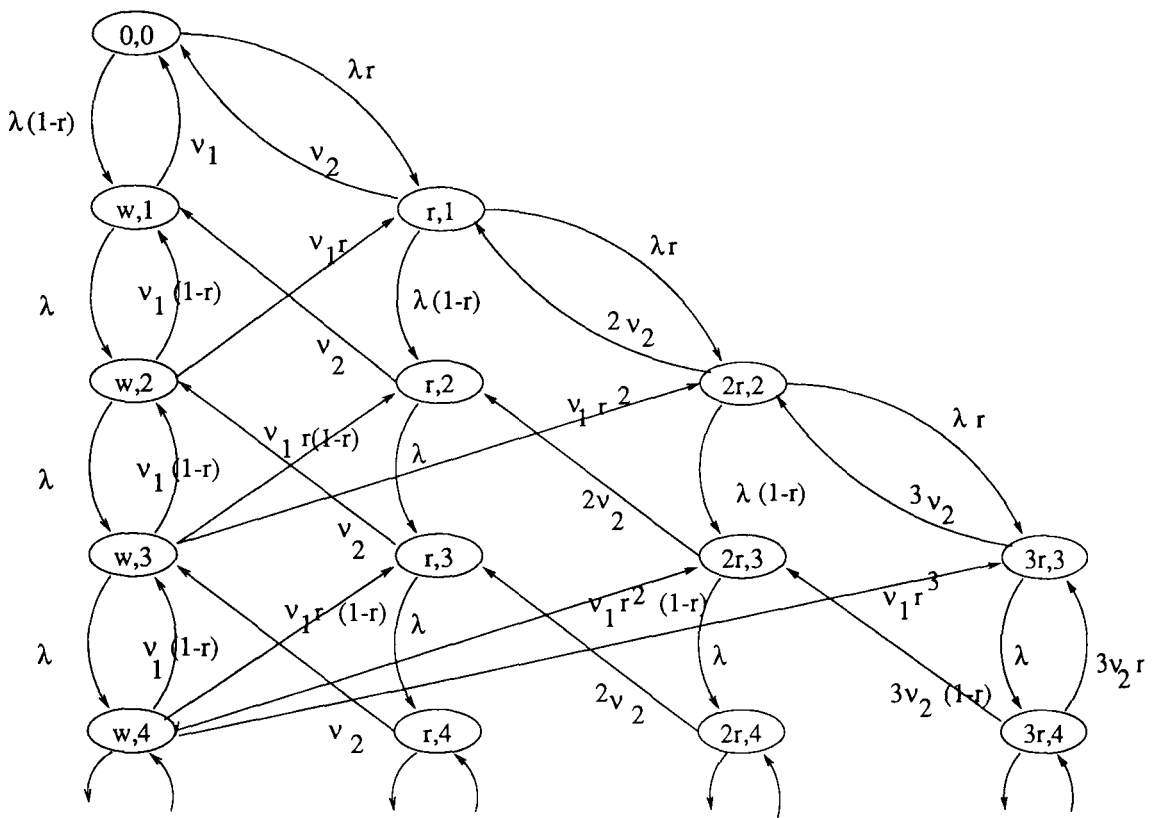 0,0
λr
λ(1-r)
ν1
ν2
w,1
r,1
ν1r
λr
λ
ν1(1-r)
λ(1-r)
2ν2
ν2
w,2
r,2
2r,2
ν1r2
λr
ν1r(1-r)
λ
ν1(1-r)
λ
λ(1-r)
3ν2
2ν2
ν2
w,3
r,3
2r,3
3r,3
ν1r(1-r)
ν1r2(1-r)
ν1r3
λ
ν1(1-r)
λ
λ
λ
3ν2r
ν2
2ν2
3ν2(1-r)
w,4
r,4
2r,4
3r,4